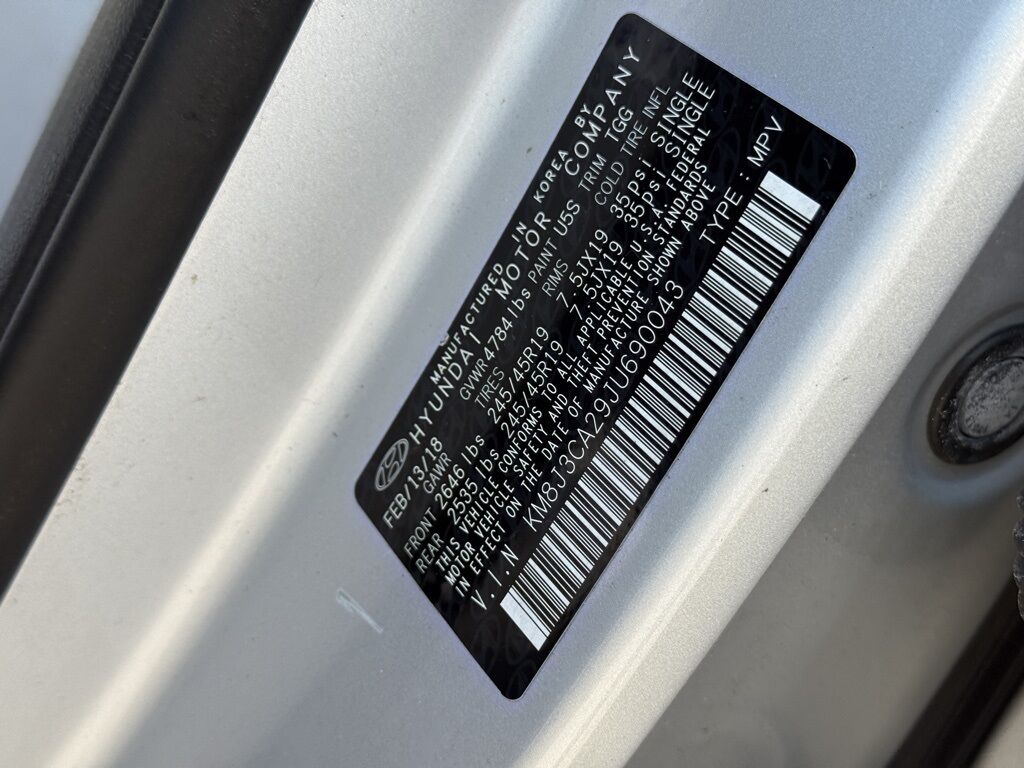 MANUFACTURED IN KOREA BY
HYUNDAI MOTOR COMPANY
FEB/13/18 GVWR 4784 lbs PAINT U5S TRIM TGG
GAWR TIRES RIMS COLD TIRE INFL
FRONT 2646 lbs 245/45R19 7.5JX19 35psi SINGLE
REAR 2535 lbs 245/45R19 7.5JX19 35psi SINGLE
THIS VEHICLE CONFORMS TO ALL APPLICABLE U.S.A FEDERAL
MOTOR VEHICLE SAFETY AND THEFT PREVENTION STANDARDS
IN EFFECT ON THE DATE OF MANUFACTURE SHOWN ABOVE
V.I.N KM8J3CA29JU690043 TYPE : MPV